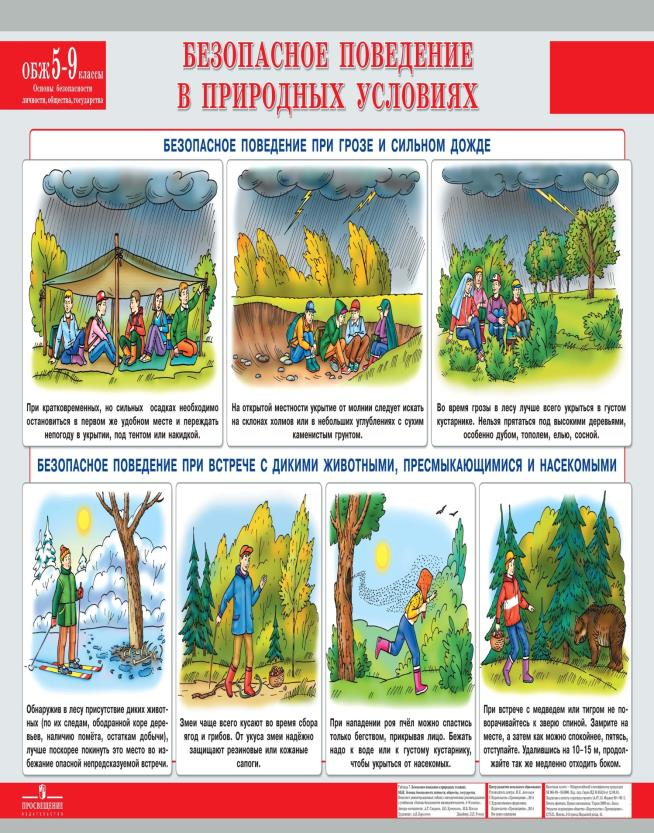 ОБЖ 5-9 классы
Основы безопасности
личности, общества, государства
БЕЗОПАСНОЕ ПОВЕДЕНИЕ
В ПРИРОДНЫХ УСЛОВИЯХ
БЕЗОПАСНОЕ ПОВЕДЕНИЕ ПРИ ГРОЗЕ И СИЛЬНОМ ДОЖДЕ
При кратковременных, но сильных осадках необходимо
остановиться в первом же удобном месте и переждать
непогоду в укрытии, под тентом или накидкой.
На открытой местности укрытие от молнии следует искать
на склонах холмов или в небольших углублениях с сухим
каменистым грунтом.
Во время грозы в лесу лучше всего укрыться в густом
кустарнике. Нельзя прятаться под высокими деревьями,
особенно дубом, тополем, елью, сосной.
БЕЗОПАСНОЕ ПОВЕДЕНИЕ ПРИ ВСТРЕЧЕ С ДИКИМИ ЖИВОТНЫМИ, ПРЕСМЫКАЮЩИМИСЯ И НАСЕКОМЫМИ
Обнаружив в лесу присутствие диких живот-
ных (по их следам, ободранной коре дере-
вьев, наличию помёта, остаткам добычи),
лучше поскорее покинуть это место во из-
бежание опасной непредсказуемой встречи.
Змеи чаще всего кусают во время сбора
ягод и грибов. От укуса змеи надёжно
защищают резиновые или кожаные
сапоги.
При нападении роя пчёл можно спастись
только бегством, прикрывая лицо. Бежать
надо к воде или к густому кустарнику,
чтобы укрыться от насекомых.
При встрече с медведем или тигром не по-
ворачивайтесь к зверю спиной. Замрите на
месте, а затем как можно спокойнее, пятясь,
отступайте. Удалившись на 10–15 м, продол-
жайте так же медленно отходить боком.
ПРОСВЕЩЕНИЕ
ИЗДАТЕЛЬСТВО